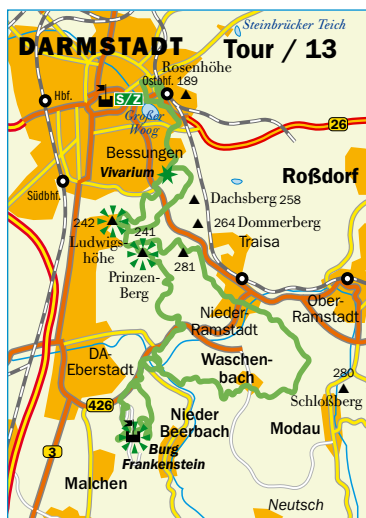 Steinbrücker Teich
DARMSTADT Tour / 13
Rosenhöhe
Ostbhf. 189
Hbf.
S/Z
Großer
Woog
26
Bessungen
Vivarium
Roßdorf
Südbhf.
Dachsberg 258
242
241
264 Dommerberg
Ludwigs-
höhe
Traisa
281
Prinzen-
Berg
Nieder-
Ramstadt
Ober-
Ramstadt
DA-
Eberstadt
Waschen-
bach
280
Schloßberg
426
Nieder
Beerbach
Modau
3
Burg
Frankenstein
Malchen
Neutsch